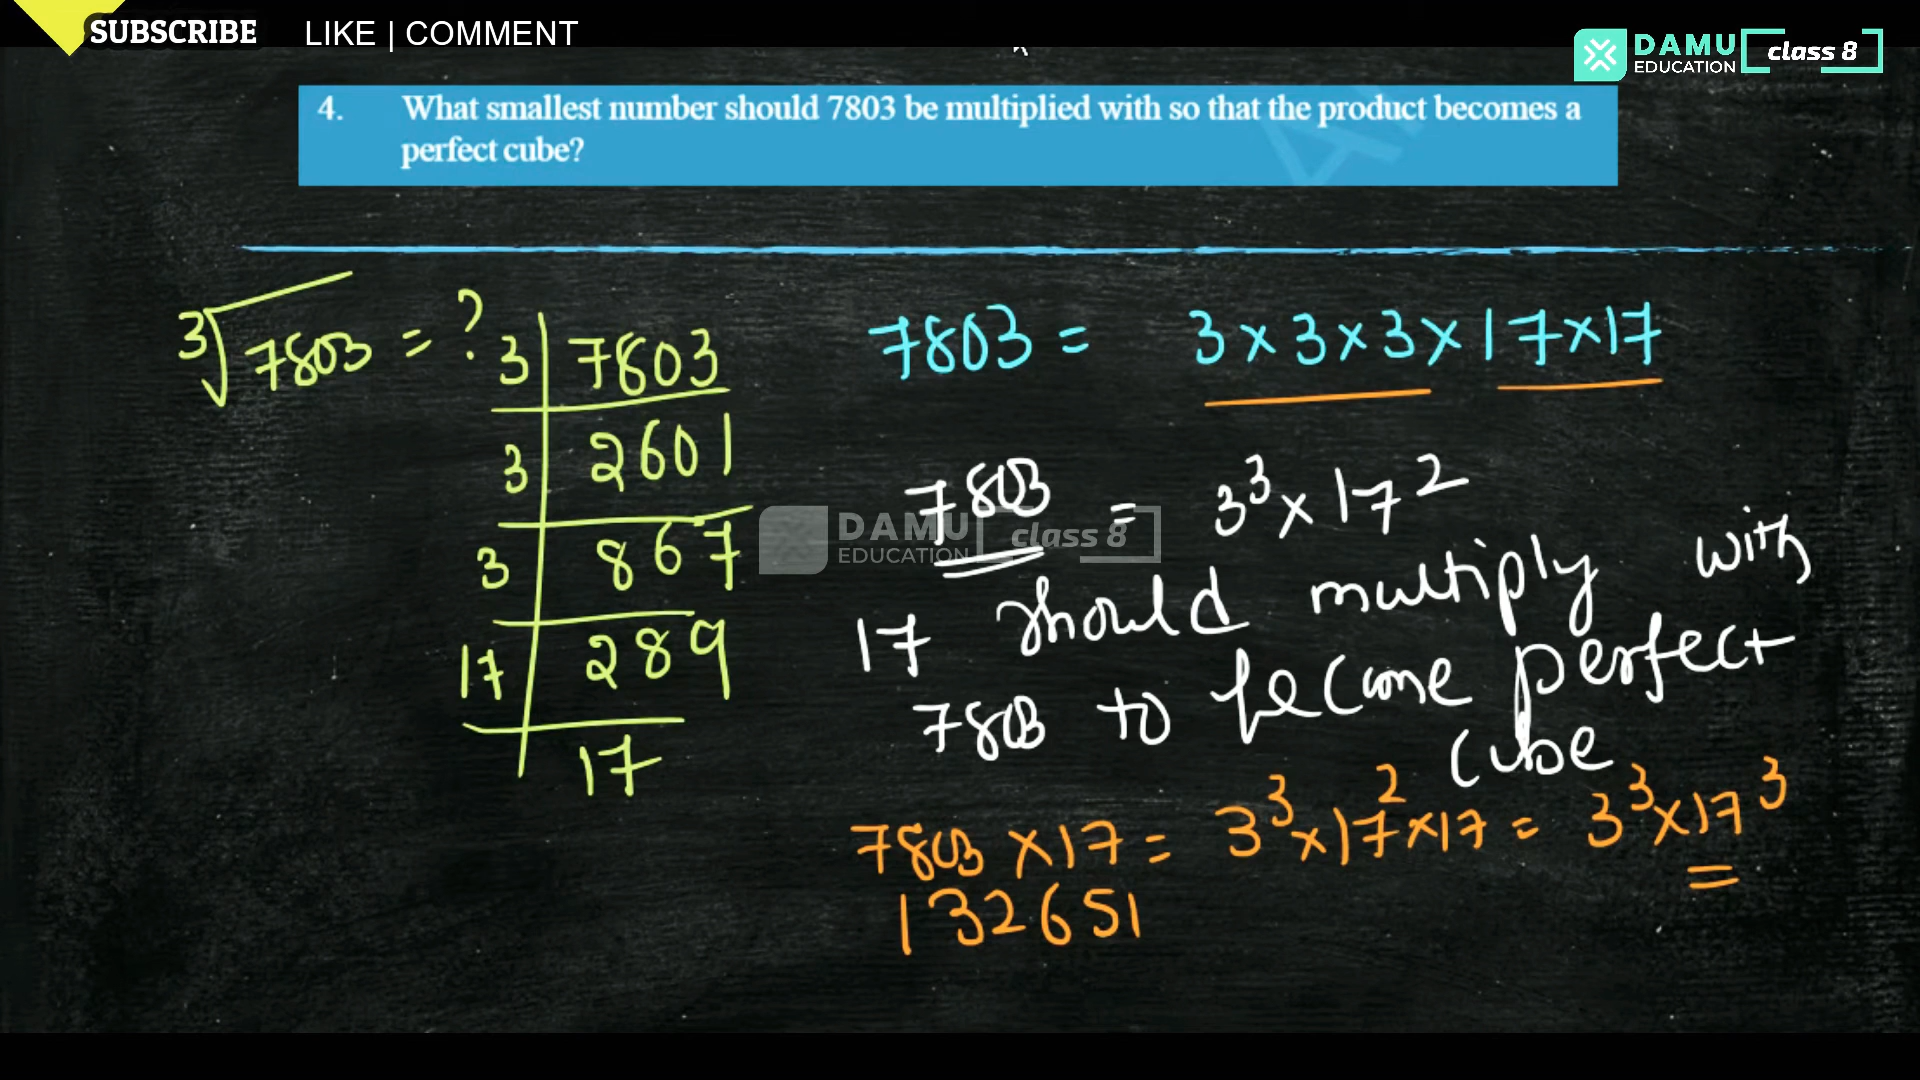 SUBSCRIBE LIKE | COMMENT
DAMU EDUCATION class 8
4. What smallest number should 7803 be multiplied with so that the product becomes a
perfect cube?
³√7803 = ?
3 | 7803
3 | 2601
3 | 867
17 | 289
17
7803 = 3 × 3 × 3 × 17 × 17
7803 = 3³ × 17²
DAMU EDUCATION class 8
17 should multiply with
7803 to become perfect
cube
7803 × 17 = 3³ × 17² × 17 = 3³ × 17³
132651